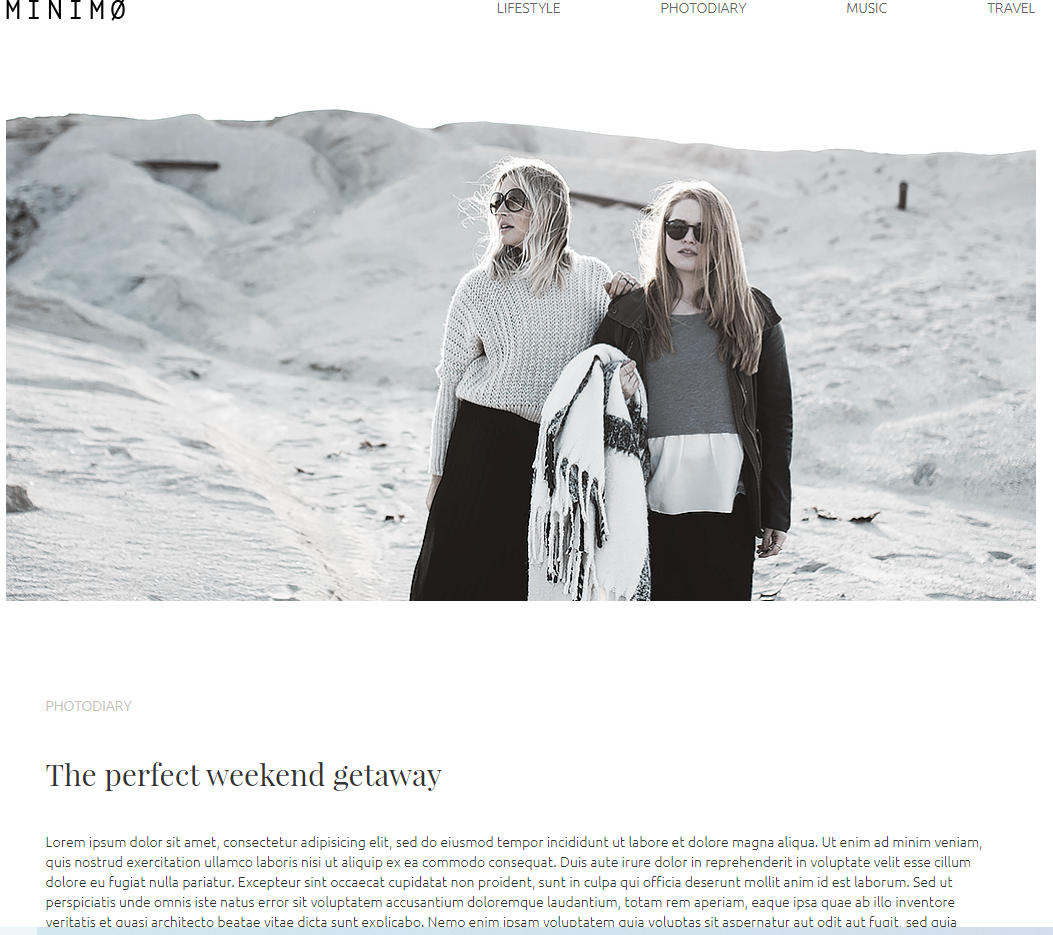 MINIMØ
LIFESTYLE PHOTODIARY MUSIC TRAVEL
PHOTODIARY
The perfect weekend getaway
Lorem ipsum dolor sit amet, consectetur adipisicing elit, sed do eiusmod tempor incididunt ut labore et dolore magna aliqua. Ut enim ad minim veniam,
quis nostrud exercitation ullamco laboris nisi ut aliquip ex ea commodo consequat. Duis aute irure dolor in reprehenderit in voluptate velit esse cillum
dolore eu fugiat nulla pariatur. Excepteur sint occaecat cupidatat non proident, sunt in culpa qui officia deserunt mollit anim id est laborum. Sed ut
perspiciatis unde omnis iste natus error sit voluptatem accusantium doloremque laudantium, totam rem aperiam, eaque ipsa quae ab illo inventore
veritatis et quasi architecto beatae vitae dicta sunt explicabo. Nemo enim ipsam voluptatem quia voluptas sit aspernatur aut odit aut fugit, sed quia